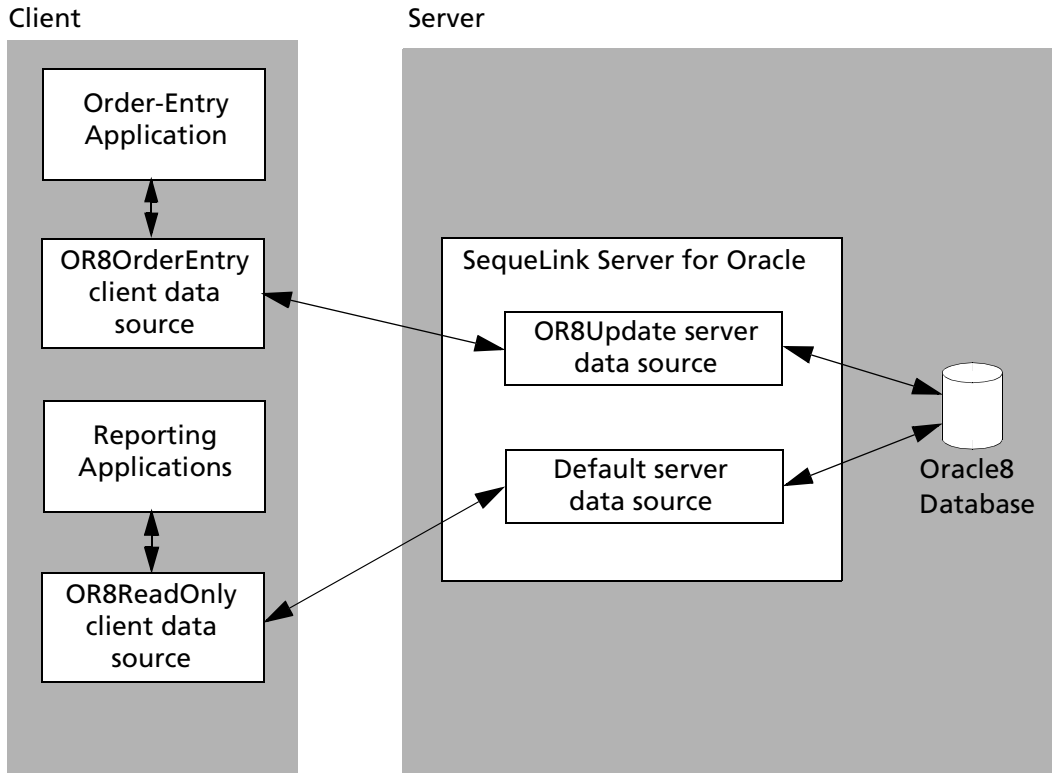 Client
Server
Order-Entry
Application
OR8OrderEntry
client data
source
Reporting
Applications
OR8ReadOnly
client data
source
SequeLink Server for Oracle
OR8Update server
data source
Default server
data source
Oracle8
Database